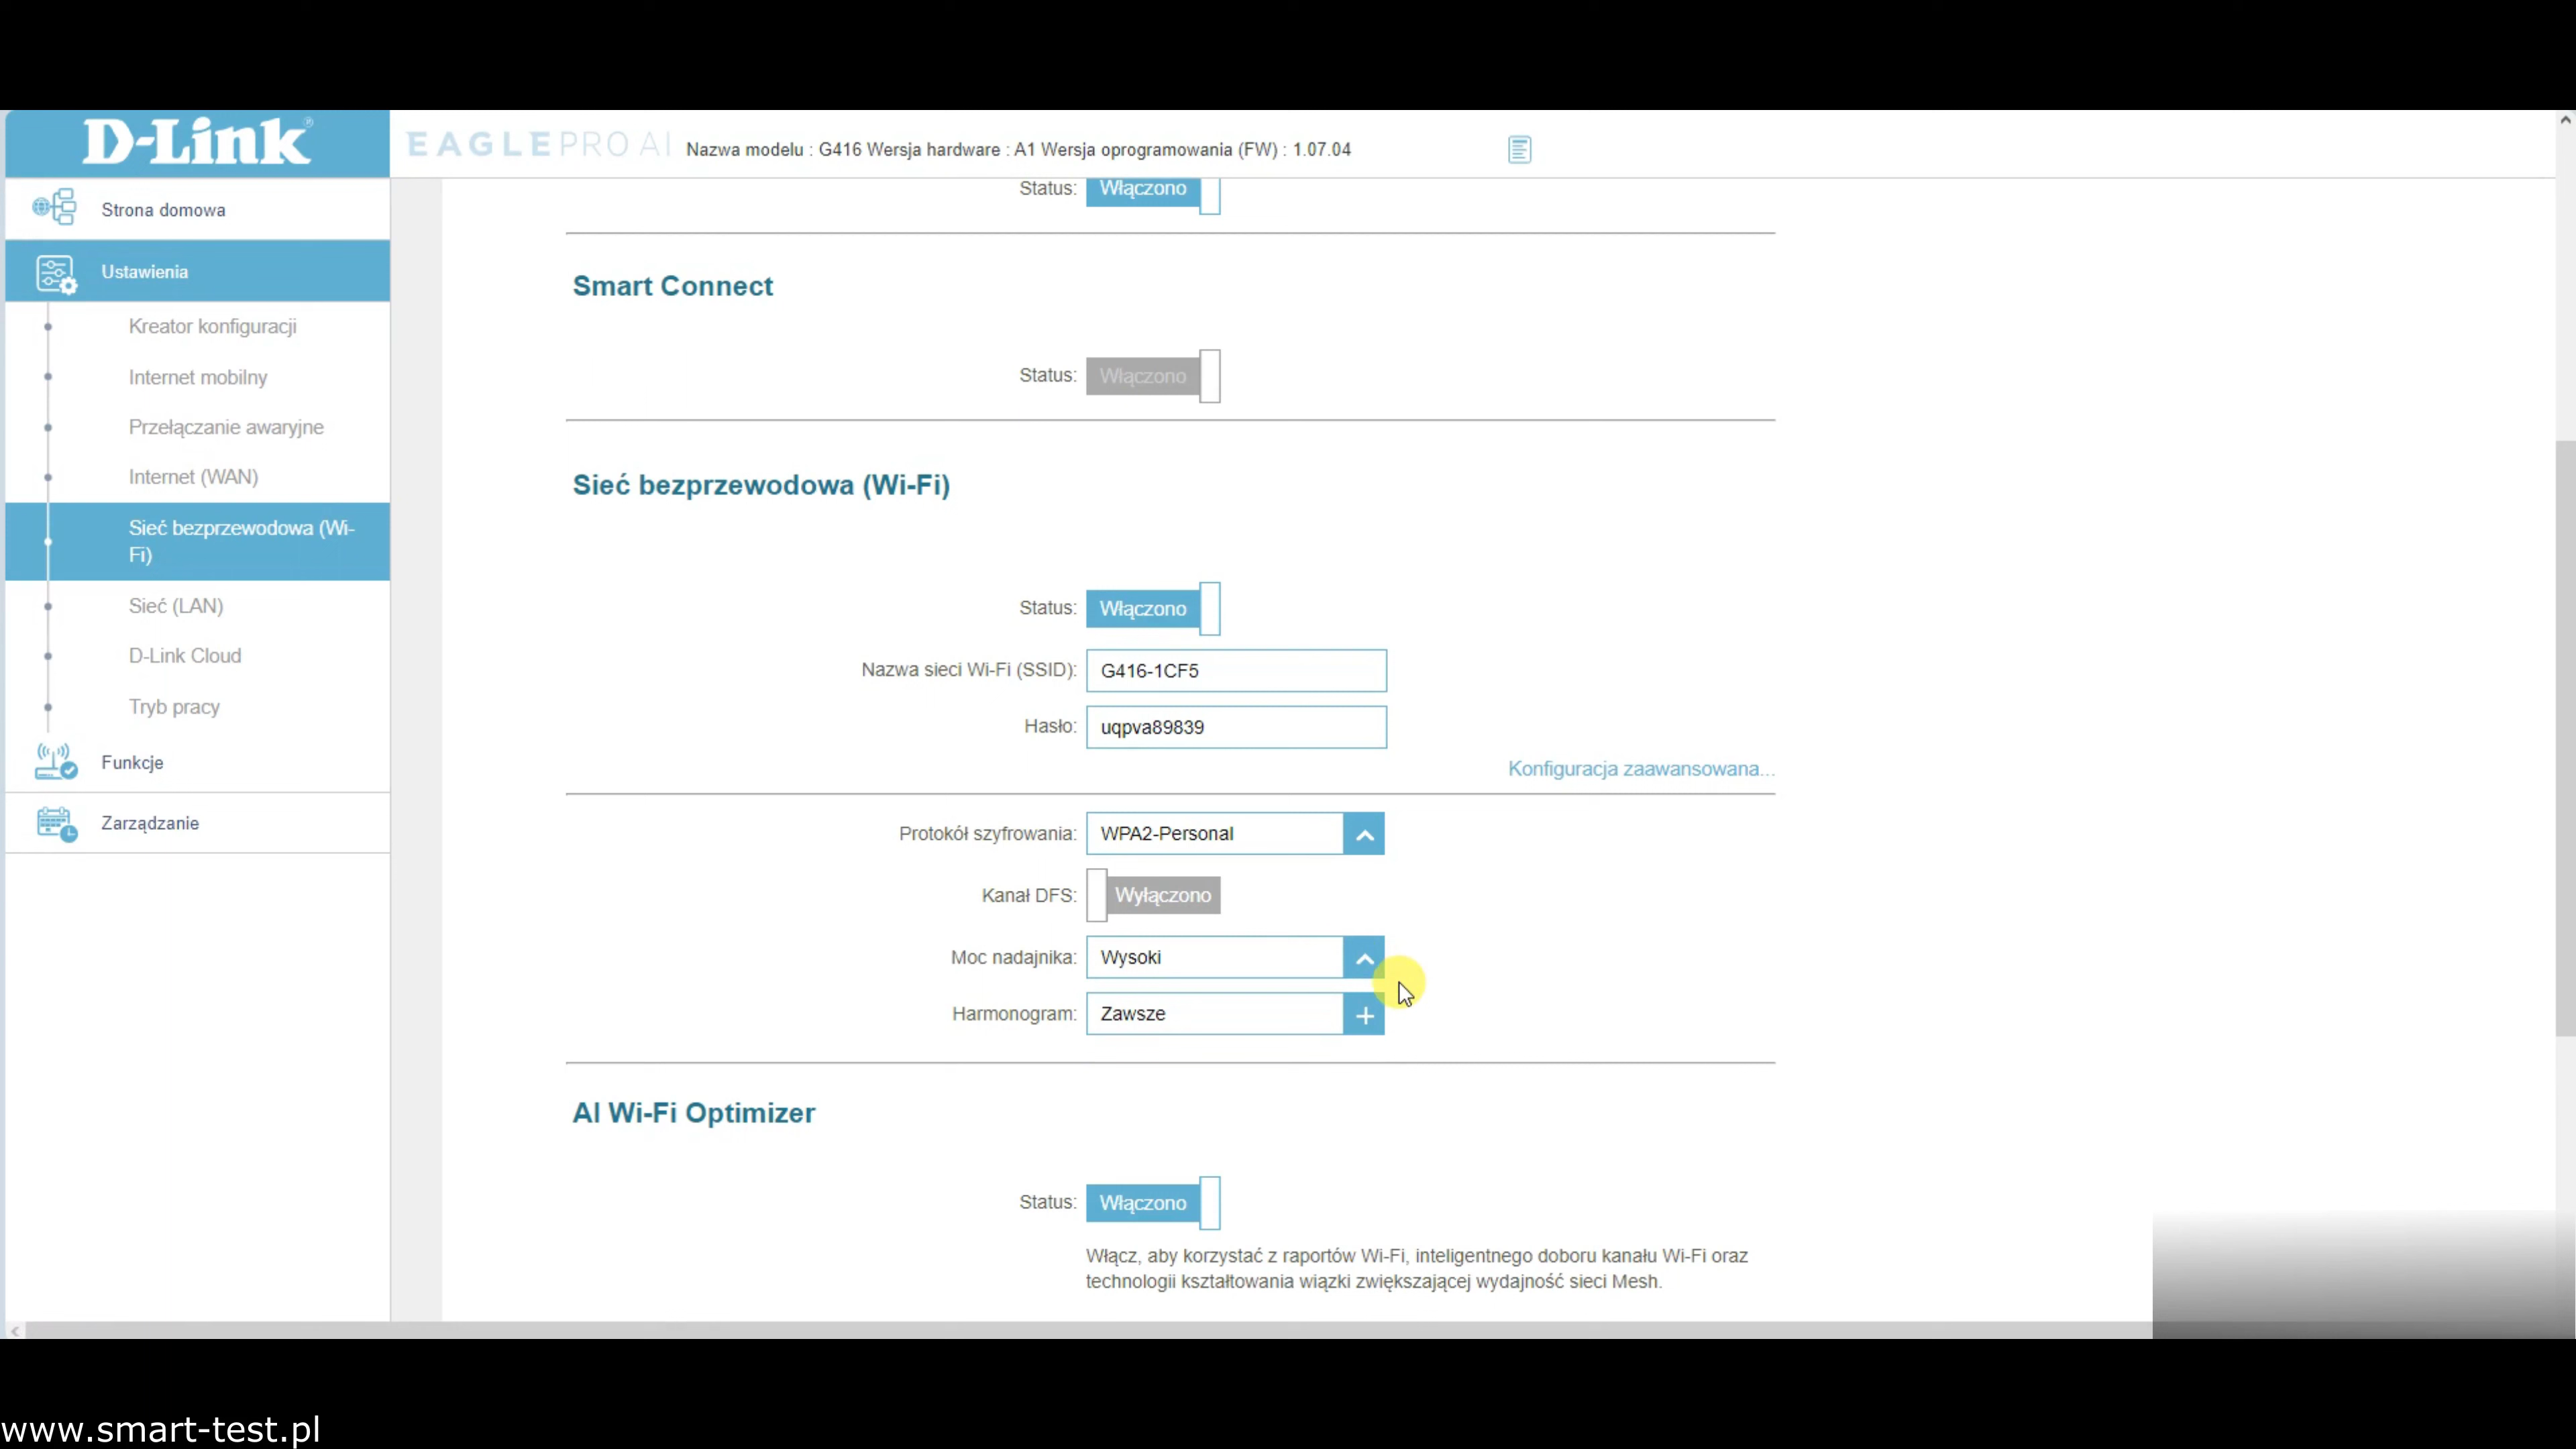 D-Link®
EAGLE PRO AI
Nazwa modelu : G416 Wersja hardware : A1 Wersja oprogramowania (FW) : 1.07.04
Strona domowa
Ustawienia
Kreator konfiguracji
Internet mobilny
Przełączanie awaryjne
Internet (WAN)
Sieć bezprzewodowa (Wi-
Fi)
Sieć (LAN)
D-Link Cloud
Tryb pracy
Funkcje
Zarządzanie
Status: Włączono
Smart Connect
Status: Włączono
Sieć bezprzewodowa (Wi-Fi)
Status: Włączono
Nazwa sieci Wi-Fi (SSID): G416-1CF5
Hasło: uqpva89839
Konfiguracja zaawansowana...
Protokół szyfrowania: WPA2-Personal
Kanał DFS: Wyłączono
Moc nadajnika: Wysoki
Harmonogram: Zawsze
AI Wi-Fi Optimizer
Status: Włączono
Włącz, aby korzystać z raportów Wi-Fi, inteligentnego doboru kanału Wi-Fi oraz
technologii kształtowania wiązki zwiększającej wydajność sieci Mesh.
www.smart-test.pl